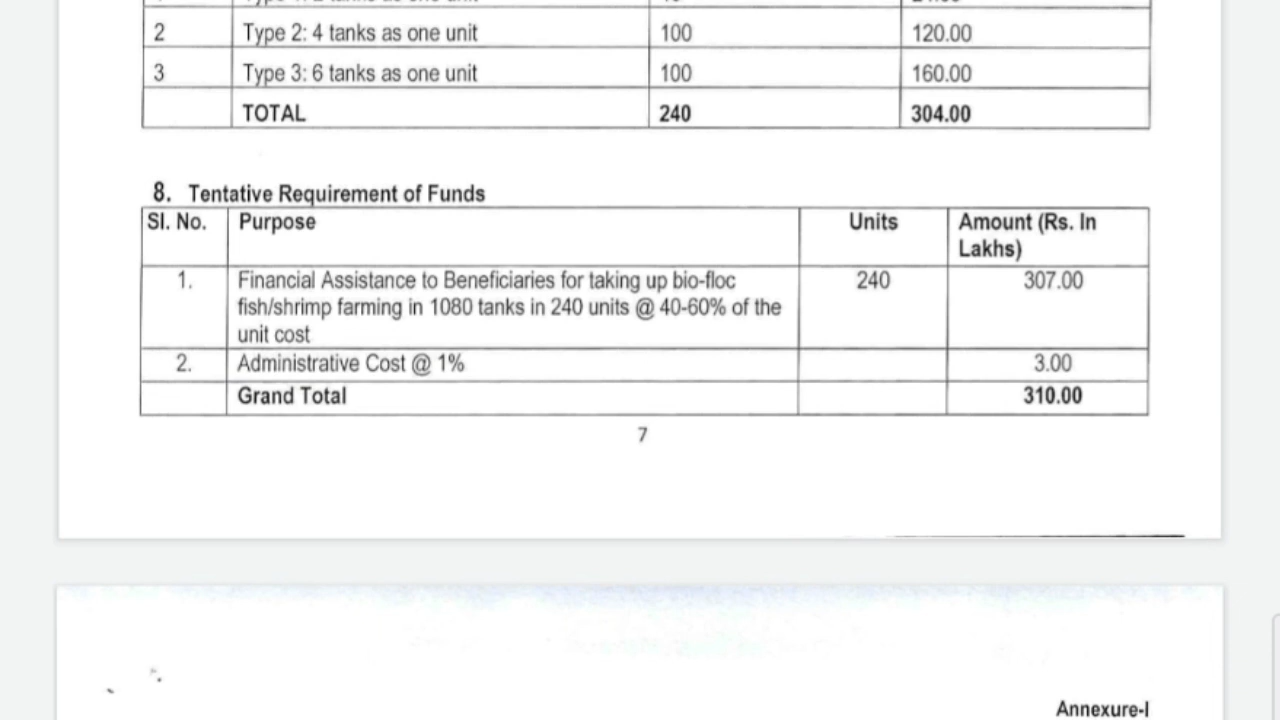 2 Type 2: 4 tanks as one unit 100 120.00
3 Type 3: 6 tanks as one unit 100 160.00
TOTAL 240 304.00
8. Tentative Requirement of Funds
Sl. No. Purpose Units Amount (Rs. In
Lakhs)
1. Financial Assistance to Beneficiaries for taking up bio-floc 240 307.00
fish/shrimp farming in 1080 tanks in 240 units @ 40-60% of the
unit cost
2. Administrative Cost @ 1% 3.00
Grand Total 310.00
7
Annexure-I